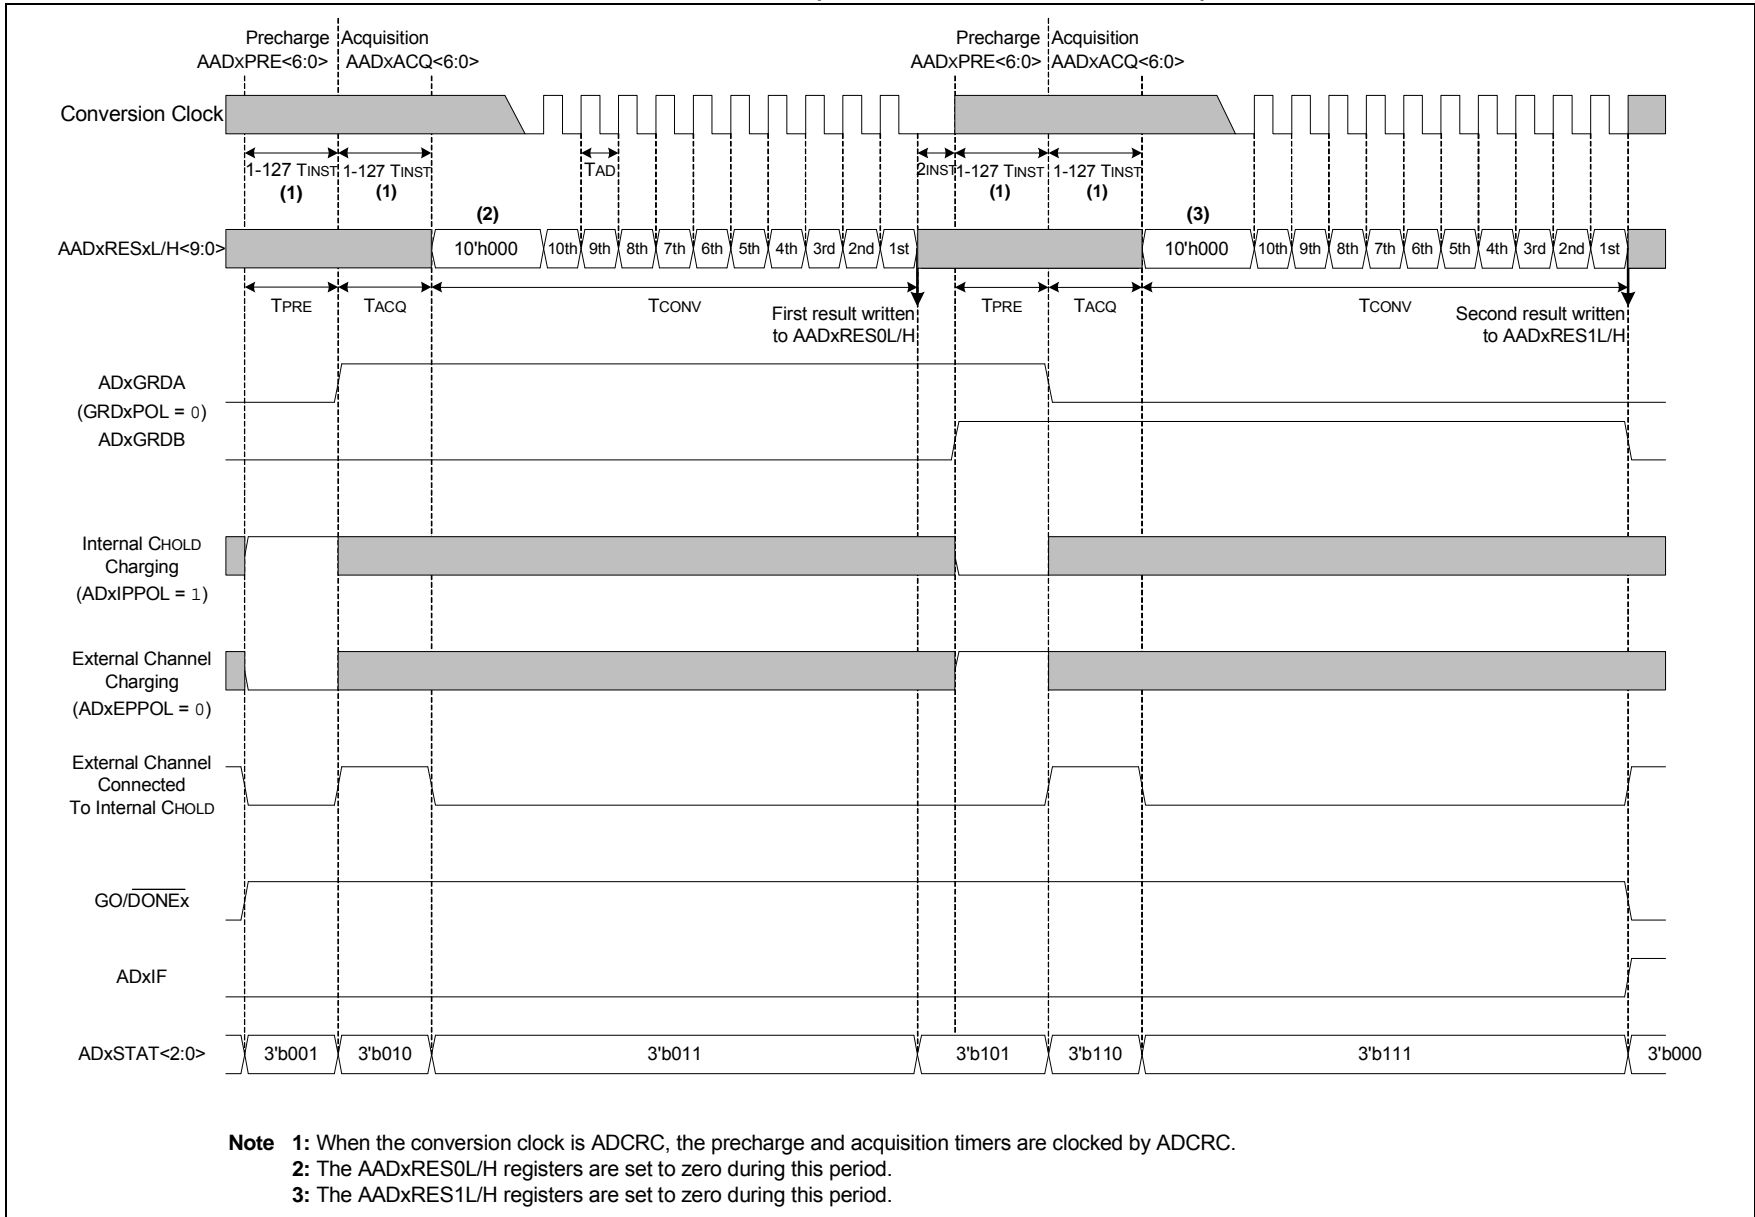 Precharge Acquisition Precharge Acquisition
AADxPRE<6:0> AADxACQ<6:0> AADxPRE<6:0> AADxACQ<6:0>
Conversion Clock
1-127 TINST 1-127 TINST TAD 2INST 1-127 TINST 1-127 TINST
(1) (1) (1) (1)
(2) (3)
AADxRESxL/H<9:0> 10'h000 10th 9th 8th 7th 6th 5th 4th 3rd 2nd 1st 10'h000 10th 9th 8th 7th 6th 5th 4th 3rd 2nd 1st
TPRE TACQ TCONV TPRE TACQ TCONV
First result written Second result written
to AADxRES0L/H to AADxRES1L/H
ADxGRDA
(GRDxPOL = 0)
ADxGRDB
Internal CHOLD
Charging
(ADxIPPOL = 1)
External Channel
Charging
(ADxEPPOL = 0)
External Channel
Connected
To Internal CHOLD
GO/DONEx
ADxIF
ADxSTAT<2:0> 3'b001 3'b010 3'b011 3'b101 3'b110 3'b111 3'b000
Note 1: When the conversion clock is ADCRC, the precharge and acquisition timers are clocked by ADCRC.
2: The AADxRES0L/H registers are set to zero during this period.
3: The AADxRES1L/H registers are set to zero during this period.